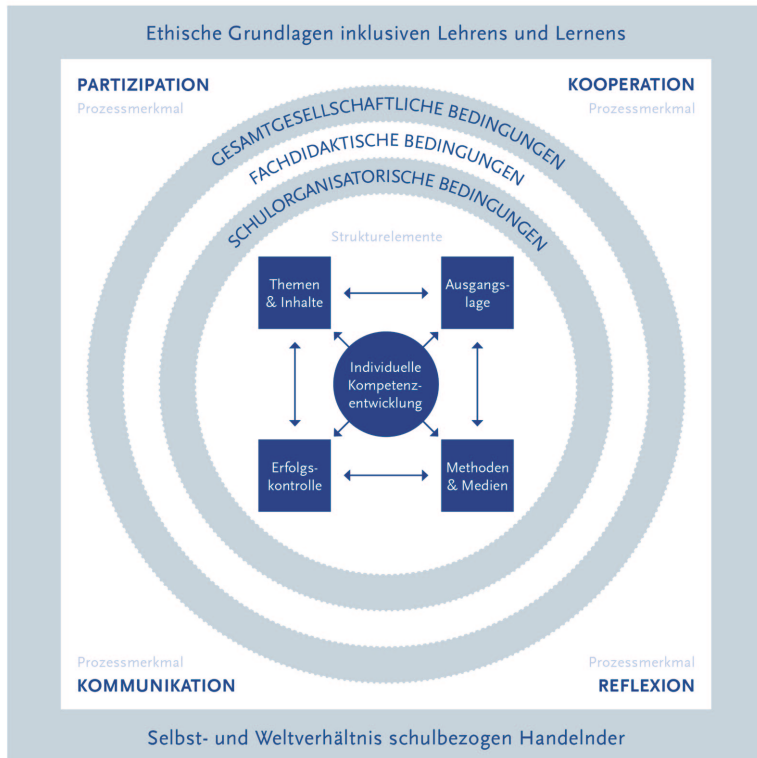 Ethische Grundlagen inklusiven Lehrens und Lernens
PARTIZIPATION
Prozessmerkmal
KOOPERATION
Prozessmerkmal
GESAMTGESELLSCHAFTLICHE BEDINGUNGEN
FACHDIDAKTISCHE BEDINGUNGEN
SCHULORGANISATORISCHE BEDINGUNGEN
Strukturelemente
Themen
& Inhalte
Ausgangs-
lage
Individuelle
Kompetenz-
entwicklung
Erfolgs-
kontrolle
Methoden
& Medien
Prozessmerkmal
KOMMUNIKATION
Prozessmerkmal
REFLEXION
Selbst- und Weltverhältnis schulbezogen Handelnder